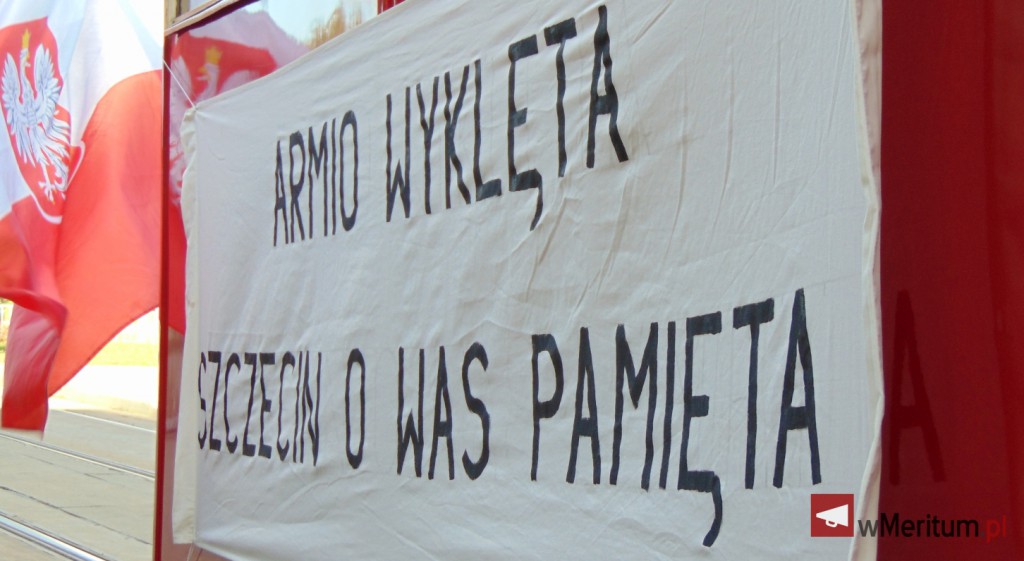 ARMIO WYKLĘTA
SZCZECIN O WAS PAMIĘTA
wMeritum.pl